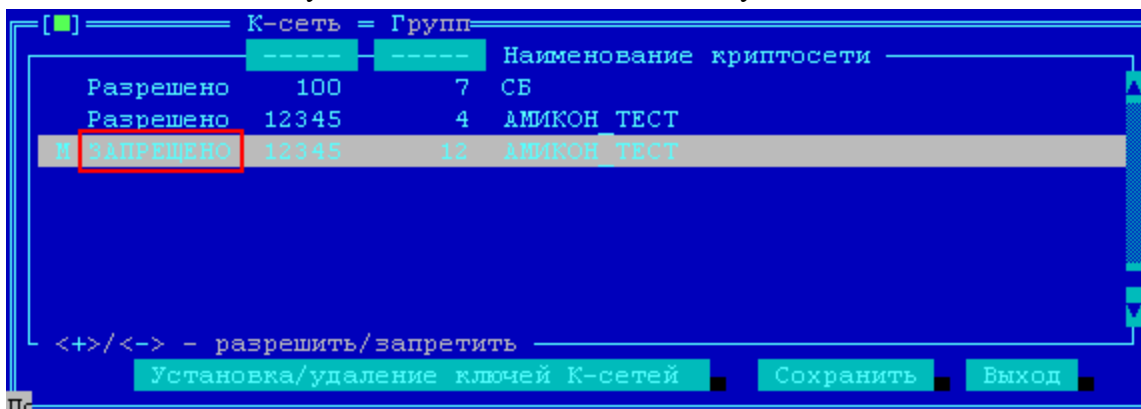 [■] К-сеть = Групп
----- ----- Наименование криптосети
Разрешено 100 7 СБ
Разрешено 12345 4 АМИКОН_ТЕСТ
М ЗАПРЕЩЕНО 12345 12 АМИКОН_ТЕСТ
<+>/<-> - разрешить/запретить
Установка/удаление ключей К-сетей Сохранить Выход